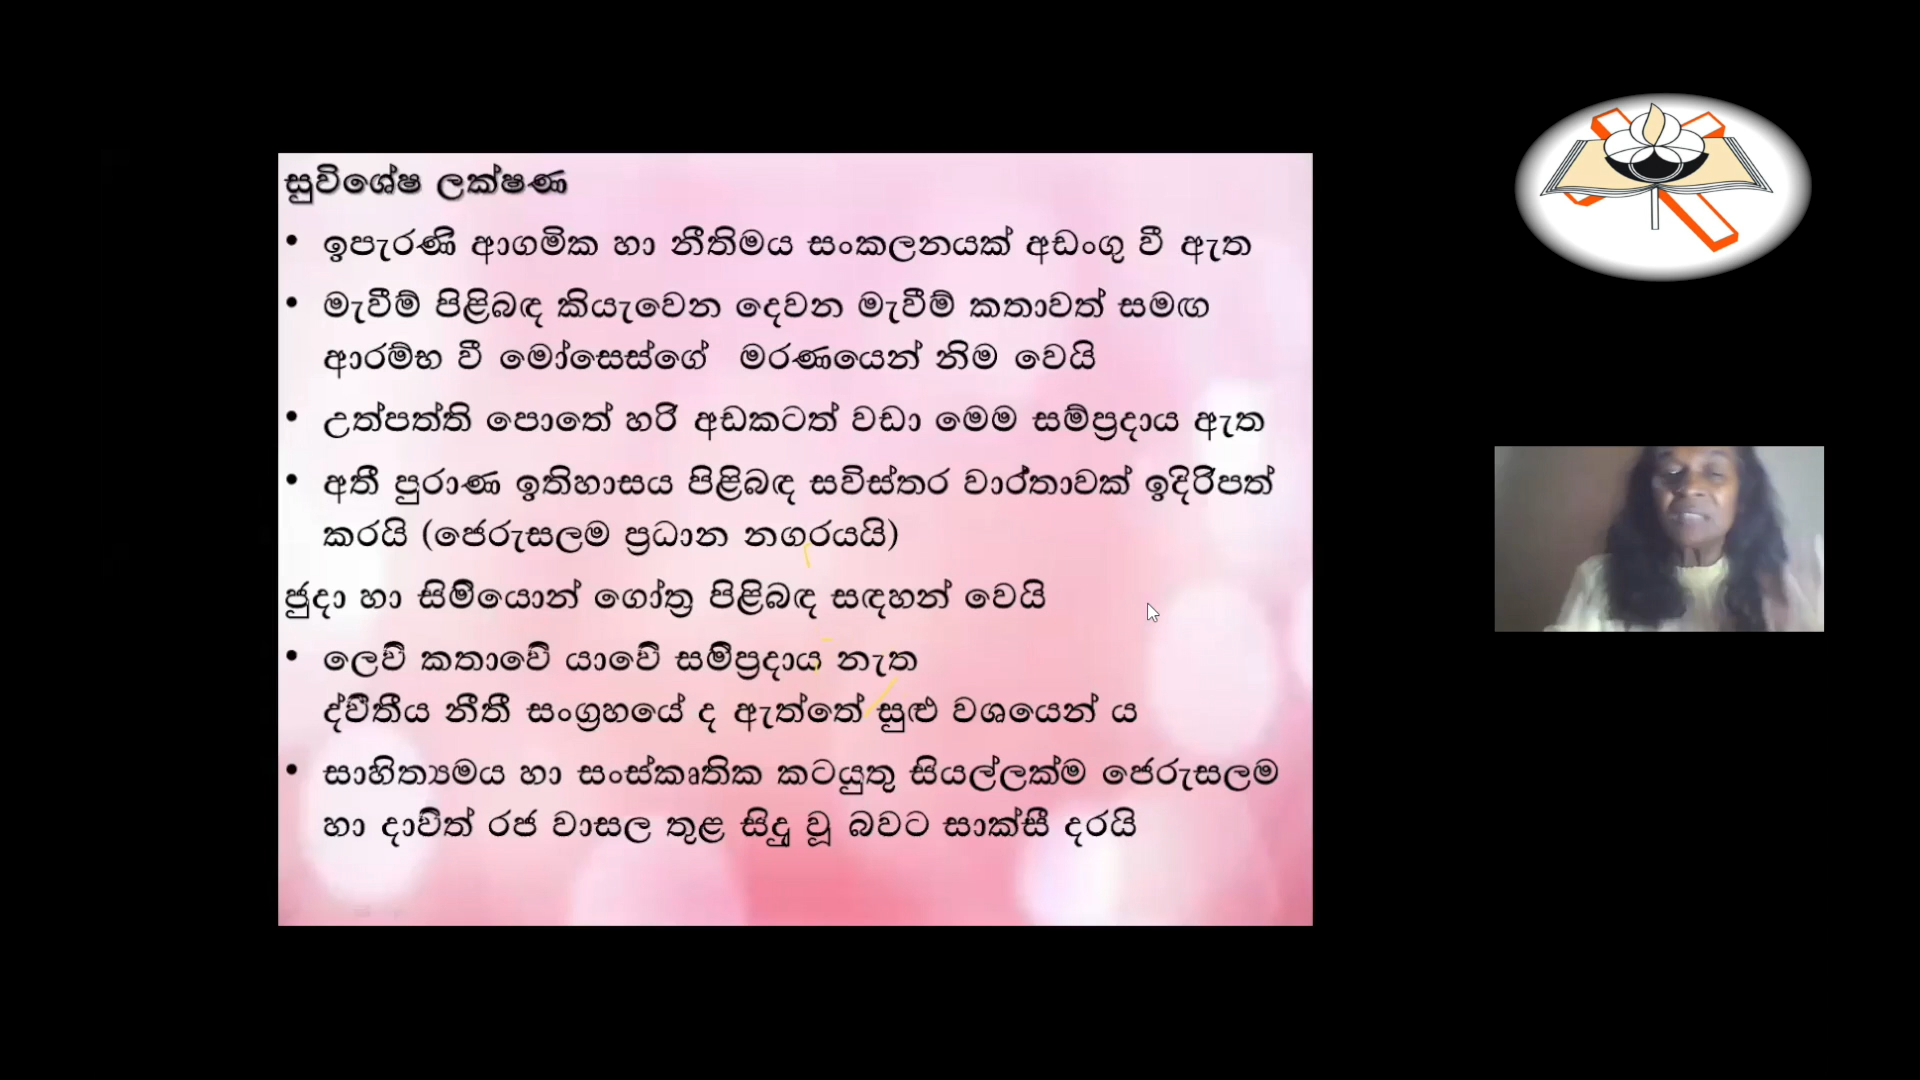 සුවිශේෂ ලක්ෂණ
• ඉපැරණි ආගමික හා නීතිමය සංකලනයක් අඩංගු වී ඇත
• මැවීම් පිළිබඳ කියැවෙන දෙවන මැවීම් කතාවත් සමඟ
ආරම්භ වී මෝසෙස්ගේ මරණයෙන් නිම වෙයි
• උත්පත්ති පොතේ හරි අඩකටත් වඩා මෙම සම්ප්‍රදාය ඇත
• අතී පුරාණ ඉතිහාසය පිළිබඳ සවිස්තර වාර්තාවක් ඉදිරිපත්
කරයි (ජෙරුසලම ප්‍රධාන නගරයයි)
ජුදා හා සිමියොන් ගෝත්‍ර පිළිබඳ සඳහන් වෙයි
• ලෙවි කතාවේ යාවේ සම්ප්‍රදාය නැත
ද්විතීය නීතී සංග්‍රහයේ ද ඇත්තේ සුළු වශයෙන් ය
• සාහිත්‍යමය හා සංස්කෘතික කටයුතු සියල්ලක්ම ජෙරුසලම
හා දාවිත් රජ වාසල තුළ සිදු වූ බවට සාක්සී දරයි